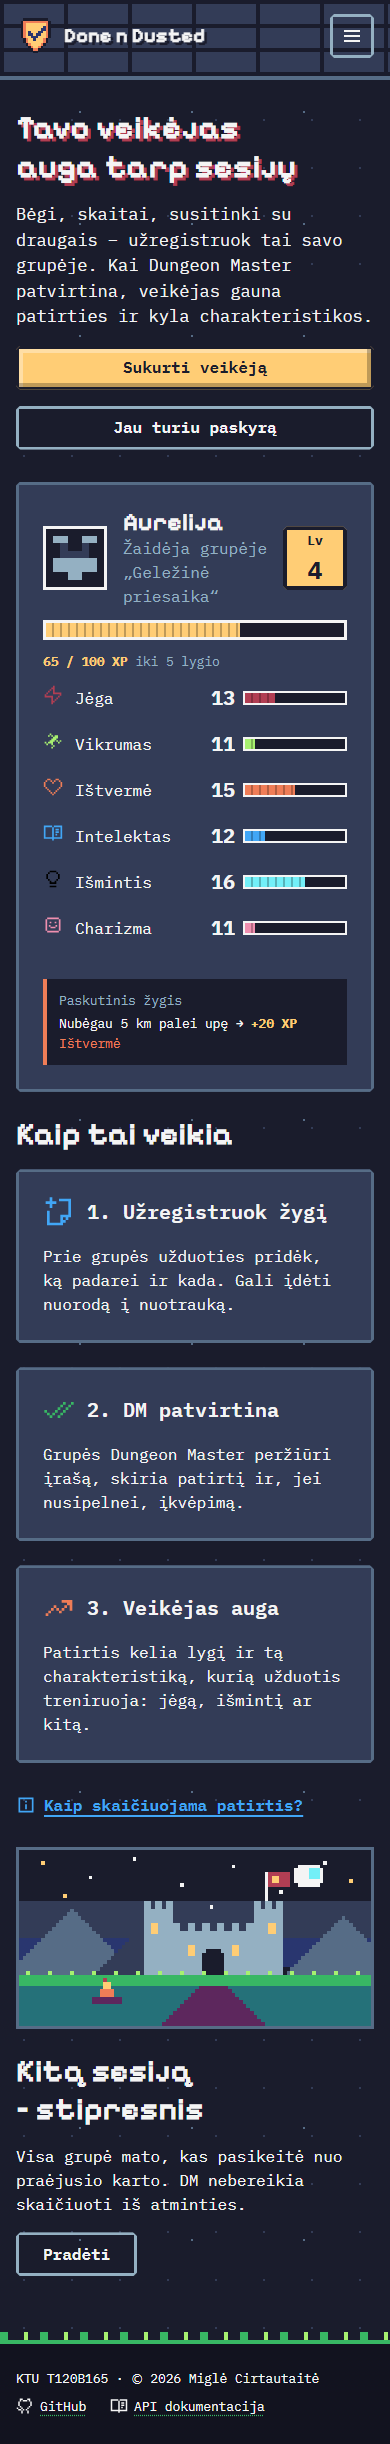 Done n Dusted
Tavo veikėjas
auga tarp sesijų
Bėgi, skaitai, susitinki su
draugais – užregistruok tai savo
grupėje. Kai Dungeon Master
patvirtina, veikėjas gauna
patirties ir kyla charakteristikos.
Sukurti veikėją
Jau turiu paskyrą
Aurelija
Žaidėja grupėje
„Geležinė
priesaika“
Lv
4
65 / 100 XP iki 5 lygio
Jėga 13
Vikrumas 11
Ištvermė 15
Intelektas 12
Išmintis 16
Charizma 11
Paskutinis žygis
Nubėgau 5 km palei upę → +20 XP
Ištvermė
Kaip tai veikia
1. Užregistruok žygį
Prie grupės užduoties pridėk,
ką padarei ir kada. Gali įdėti
nuorodą į nuotrauką.
2. DM patvirtina
Grupės Dungeon Master peržiūri
įrašą, skiria patirtį ir, jei
nusipelnei, įkvėpimą.
3. Veikėjas auga
Patirtis kelia lygį ir tą
charakteristiką, kurią užduotis
treniruoja: jėgą, išmintį ar
kitą.
Kaip skaičiuojama patirtis?
Kitą sesiją
– stipresnis
Visa grupė mato, kas pasikeitė nuo
praėjusio karto. DM nebereikia
skaičiuoti iš atminties.
Pradėti
KTU T120B165 · © 2026 Miglė Cirtautaitė
GitHub API dokumentacija